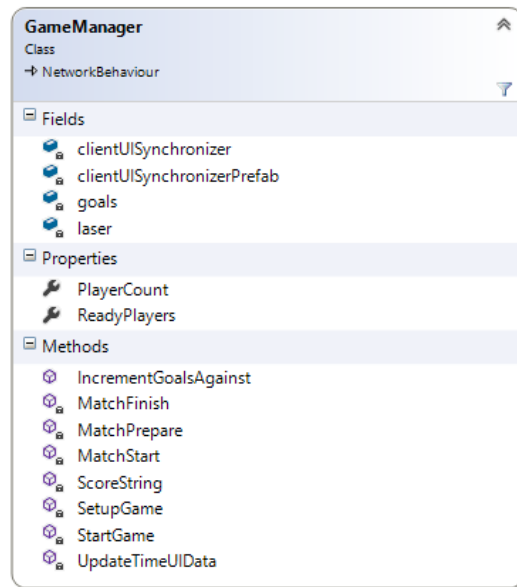 GameManager
Class
NetworkBehaviour
Fields
clientUISynchronizer
clientUISynchronizerPrefab
goals
laser
Properties
PlayerCount
ReadyPlayers
Methods
IncrementGoalsAgainst
MatchFinish
MatchPrepare
MatchStart
ScoreString
SetupGame
StartGame
UpdateTimeUIData